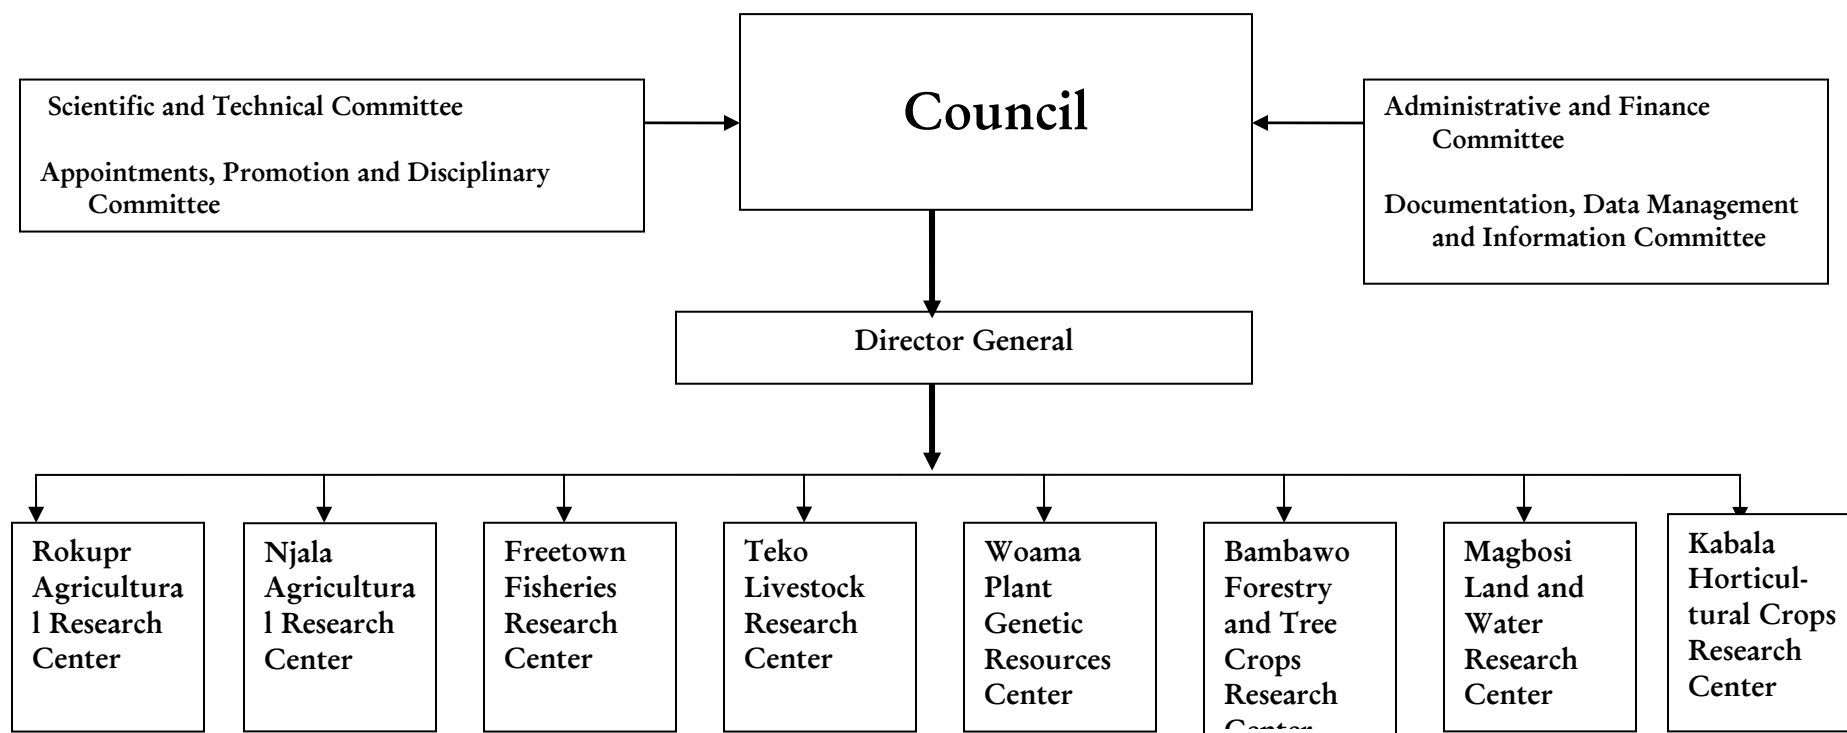 Council
Scientific and Technical Committee
Appointments, Promotion and Disciplinary
Committee
Administrative and Finance
Committee
Documentation, Data Management
and Information Committee
Director General
Rokupr
Agricultura
l Research
Center
Njala
Agricultura
l Research
Center
Freetown
Fisheries
Research
Center
Teko
Livestock
Research
Center
Woama
Plant
Genetic
Resources
Center
Bambawo
Forestry
and Tree
Crops
Research
Center
Magbosi
Land and
Water
Research
Center
Kabala
Horticul-
tural Crops
Research
Center